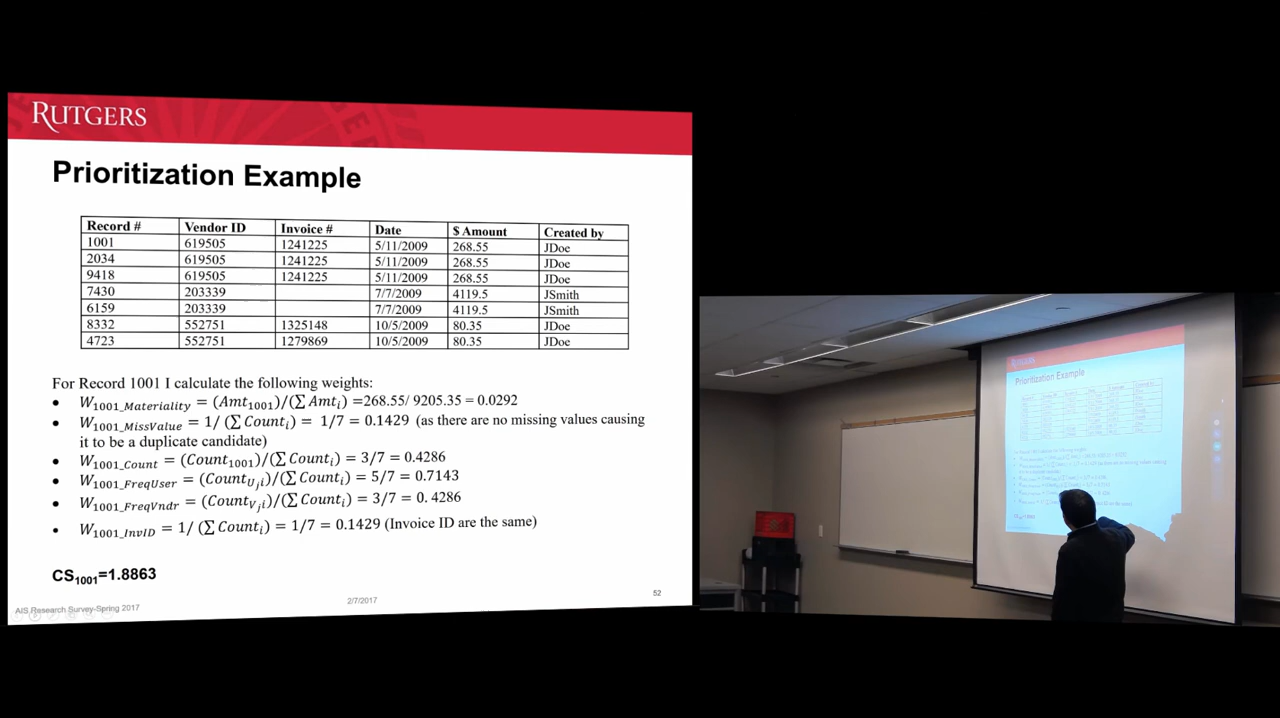 RUTGERS
Prioritization Example
Record # Vendor ID Invoice # Date $ Amount Created by
1001 619505 1241225 5/11/2009 268.55 JDoe
2034 619505 1241225 5/11/2009 268.55 JDoe
9418 619505 1241225 5/11/2009 268.55 JDoe
7430 203339 7/7/2009 4119.5 JSmith
6159 203339 7/7/2009 4119.5 JSmith
8332 552751 1325148 10/5/2009 80.35 JDoe
4723 552751 1279869 10/5/2009 80.35 JDoe
For Record 1001 I calculate the following weights:
• W₁₀₀₁_Materiality = (Amt₁₀₀₁)/(∑ Amtᵢ) =268.55/ 9205.35 = 0.0292
• W₁₀₀₁_MissValue = 1/ (∑ Countᵢ) = 1/7 = 0.1429 (as there are no missing values causing
it to be a duplicate candidate)
• W₁₀₀₁_Count = (Count₁₀₀₁)/(∑ Countᵢ) = 3/7 = 0.4286
• W₁₀₀₁_FreqUser = (Count_Uⱼi)/(∑ Countᵢ) = 5/7 = 0.7143
• W₁₀₀₁_FreqVndr = (Count_Vⱼi)/(∑ Countᵢ) = 3/7 = 0. 4286
• W₁₀₀₁_InvID = 1/ (∑ Countᵢ) = 1/7 = 0.1429 (Invoice ID are the same)
CS₁₀₀₁=1.8863
AIS Research Survey-Spring 2017
2/7/2017
52
Prioritization Example